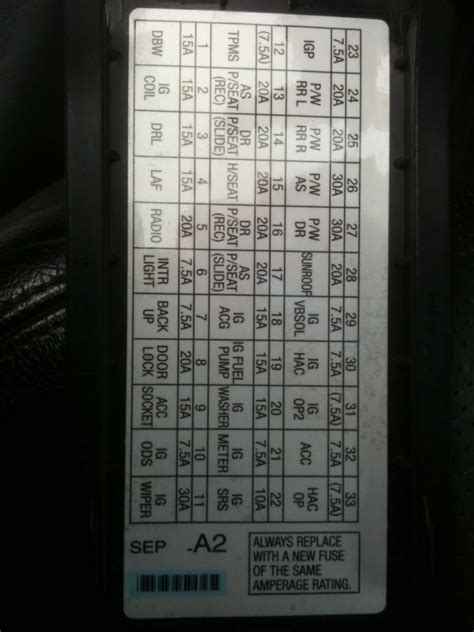 23 24 25 26 27 28 29 30 31 32 33
7.5A 20A 20A 30A 30A 20A 7.5A 7.5A (7.5A) 7.5A (7.5A)
IGP P/W P/W P/W P/W SUNROOF IG IG IG ACC HAC
RR L RR R AS DR VBSOL HAC OP2 OP
12 13 14 15 16 17 18 19 20 21 22
(7.5A) 20A 20A 20A 20A 20A 15A 15A 15A 7.5A 10A
TPMS AS DR H/SEAT DR AS IG IG FUEL IG IG IG
P/SEAT P/SEAT P/SEAT P/SEAT ACG PUMP WASHER METER SRS
(REC) (SLIDE) (REC) (SLIDE)
1 2 3 4 5 6 7 8 9 10 11
15A 15A 15A 15A 20A 7.5A 7.5A 20A 15A 7.5A 30A
DBW IG DRL LAF RADIO INTR BACK DOOR ACC ODS IG
COIL LIGHT UP LOCK SOCKET WIPER
ALWAYS REPLACE
WITH A NEW FUSE
OF THE SAME
AMPERAGE RATING.
SEP .A2